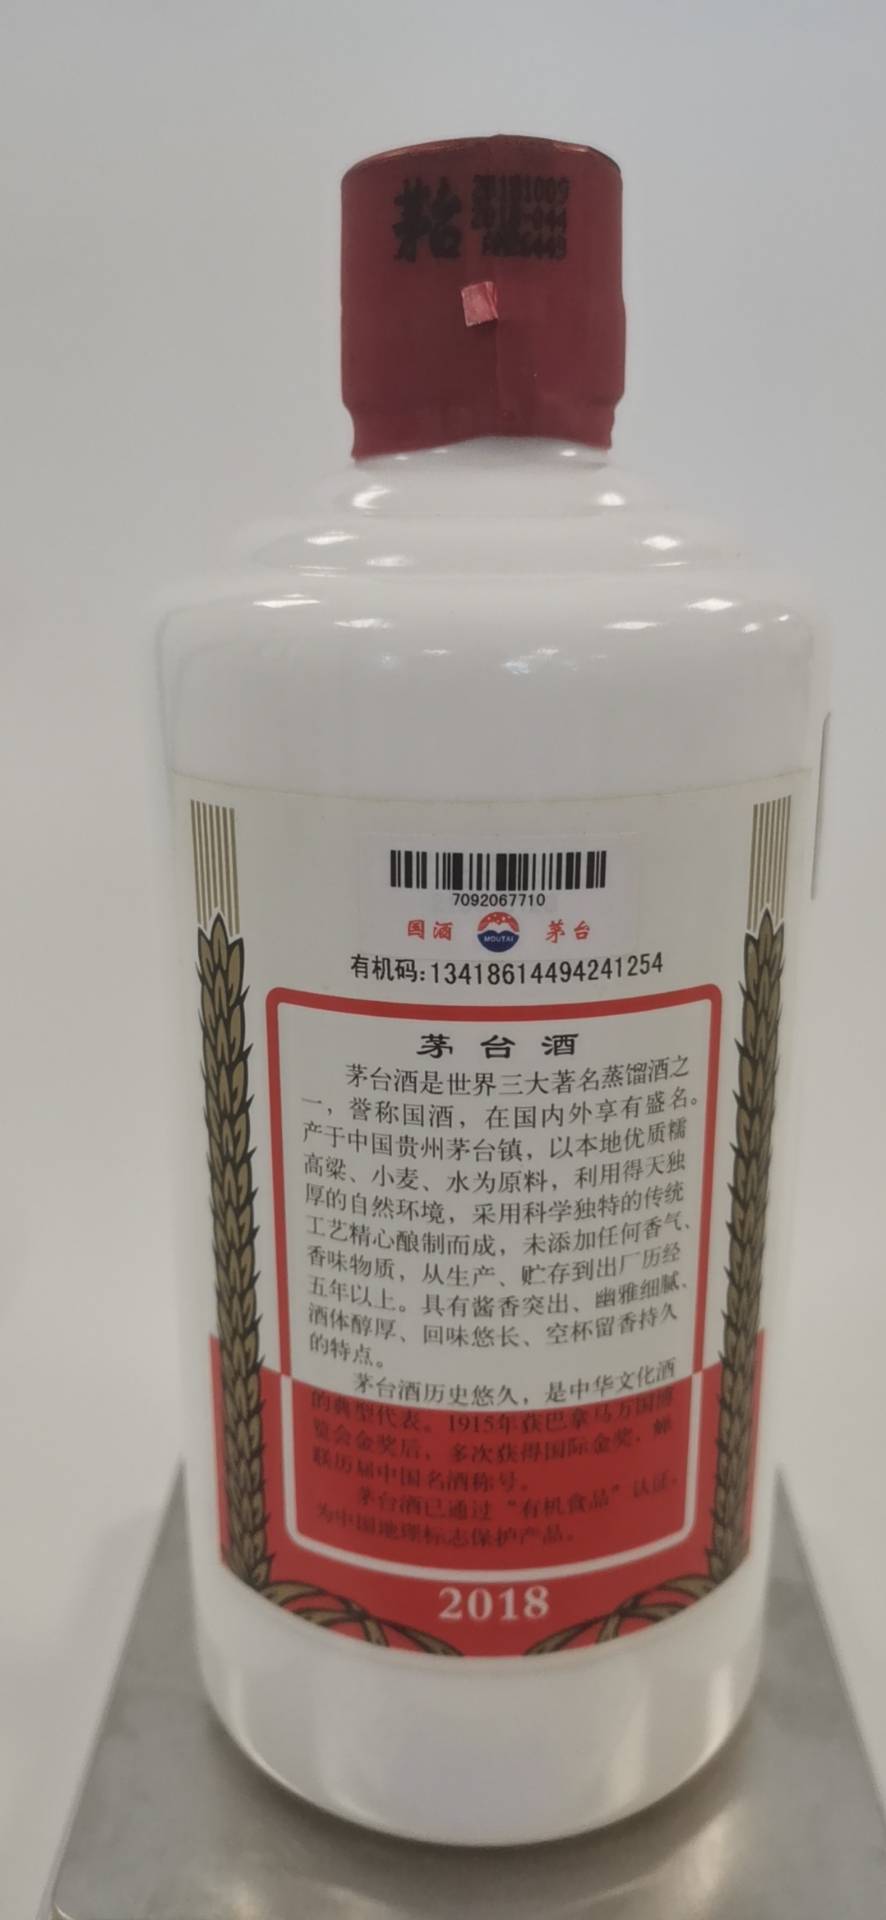 茅台
7092067710
国酒 MOUTAI 茅台
有机码:13418614494241254
茅台酒
茅台酒是世界三大著名蒸馏酒之
一，誉称国酒，在国内外享有盛名。
产于中国贵州茅台镇，以本地优质糯
高粱、小麦、水为原料，利用得天独
厚的自然环境，采用科学独特的传统
工艺精心酿制而成，未添加任何香气、
香味物质，从生产、贮存到出厂历经
五年以上。具有酱香突出、幽雅细腻、
酒体醇厚、回味悠长、空杯留香持久
的特点。
茅台酒历史悠久，是中华文化酒
的典型代表。1915年获巴拿马万国博
览会金奖后，多次获得国际金奖，蝉
联历届中国名酒称号。
茅台酒已通过“有机食品”认证，
为中国地理标志保护产品。
2018